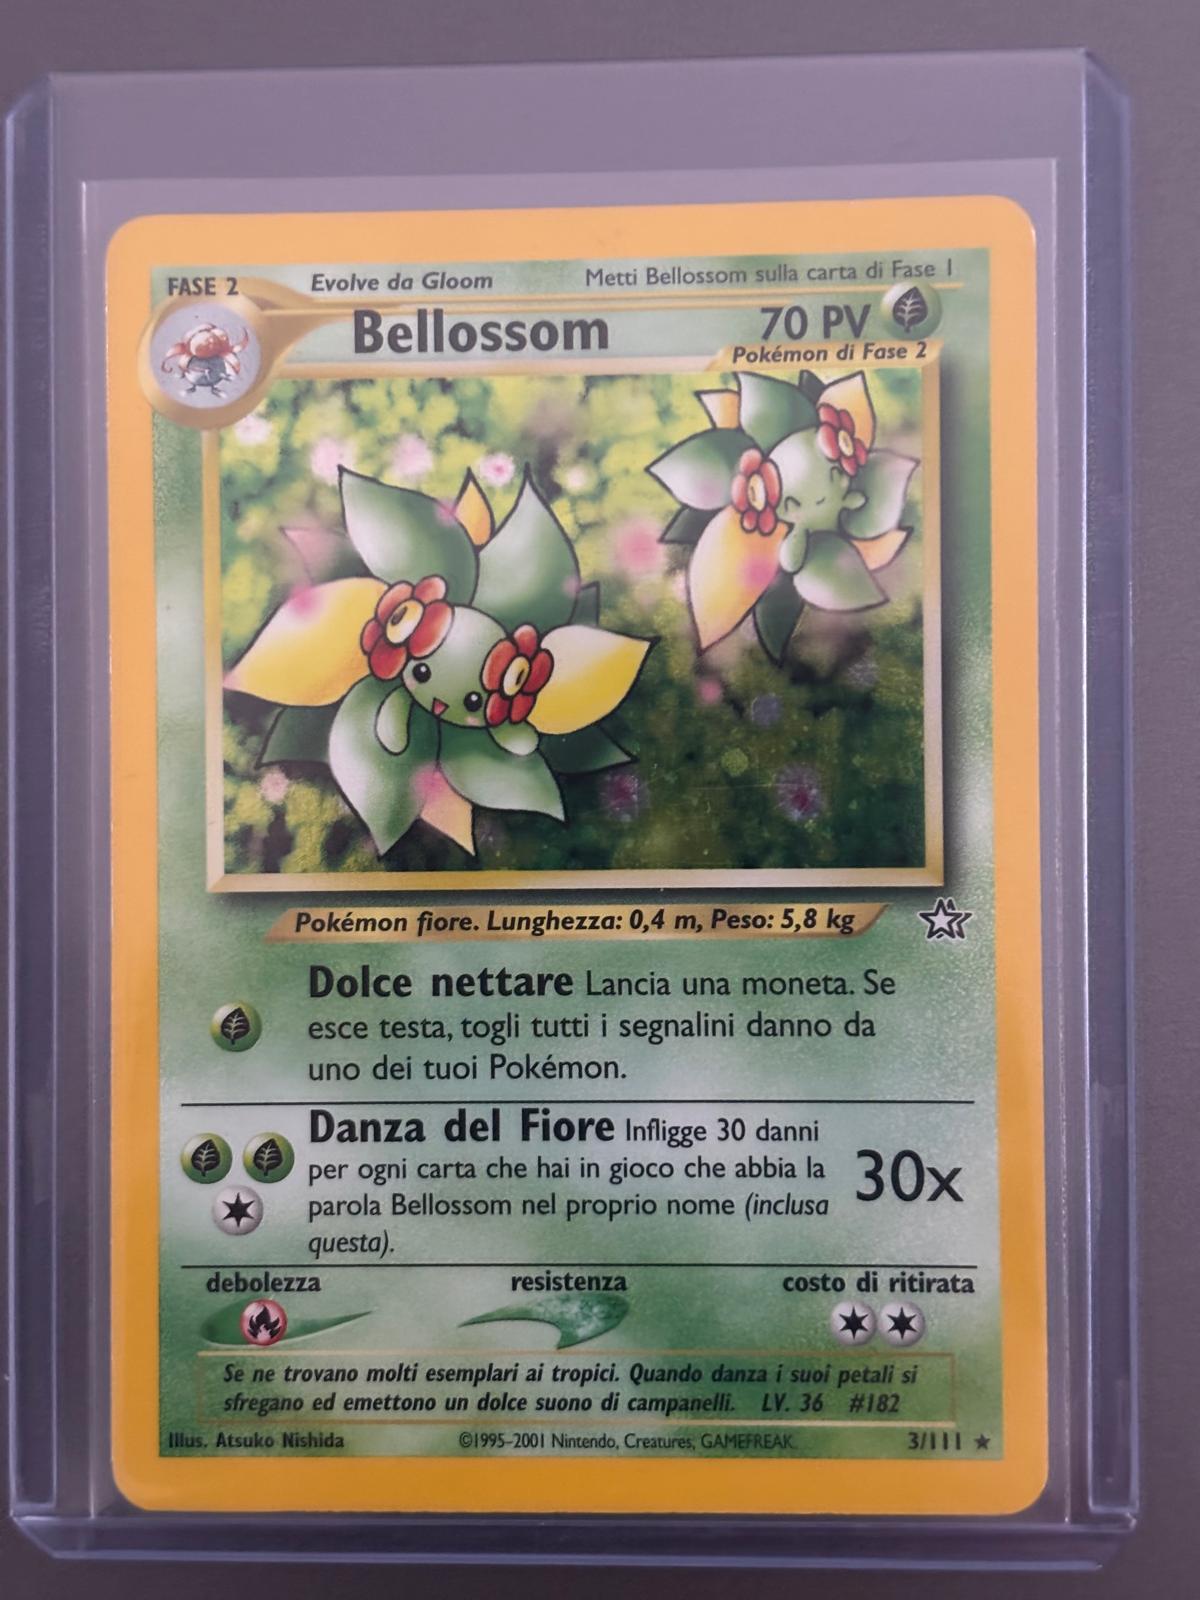 FASE 2 Evolve da Gloom Metti Bellossom sulla carta di Fase 1
Bellossom 70 PV
Pokémon di Fase 2
Pokémon fiore. Lunghezza: 0,4 m, Peso: 5,8 kg
Dolce nettare Lancia una moneta. Se
esce testa, togli tutti i segnalini danno da
uno dei tuoi Pokémon.
Danza del Fiore Infligge 30 danni
per ogni carta che hai in gioco che abbia la
parola Bellossom nel proprio nome (inclusa
questa).
30x
debolezza resistenza costo di ritirata
Se ne trovano molti esemplari ai tropici. Quando danza i suoi petali si
sfregano ed emettono un dolce suono di campanelli. LV. 36 #182
Illus. Atsuko Nishida ©1995-2001 Nintendo, Creatures, GAMEFREAK. 3/111 ★